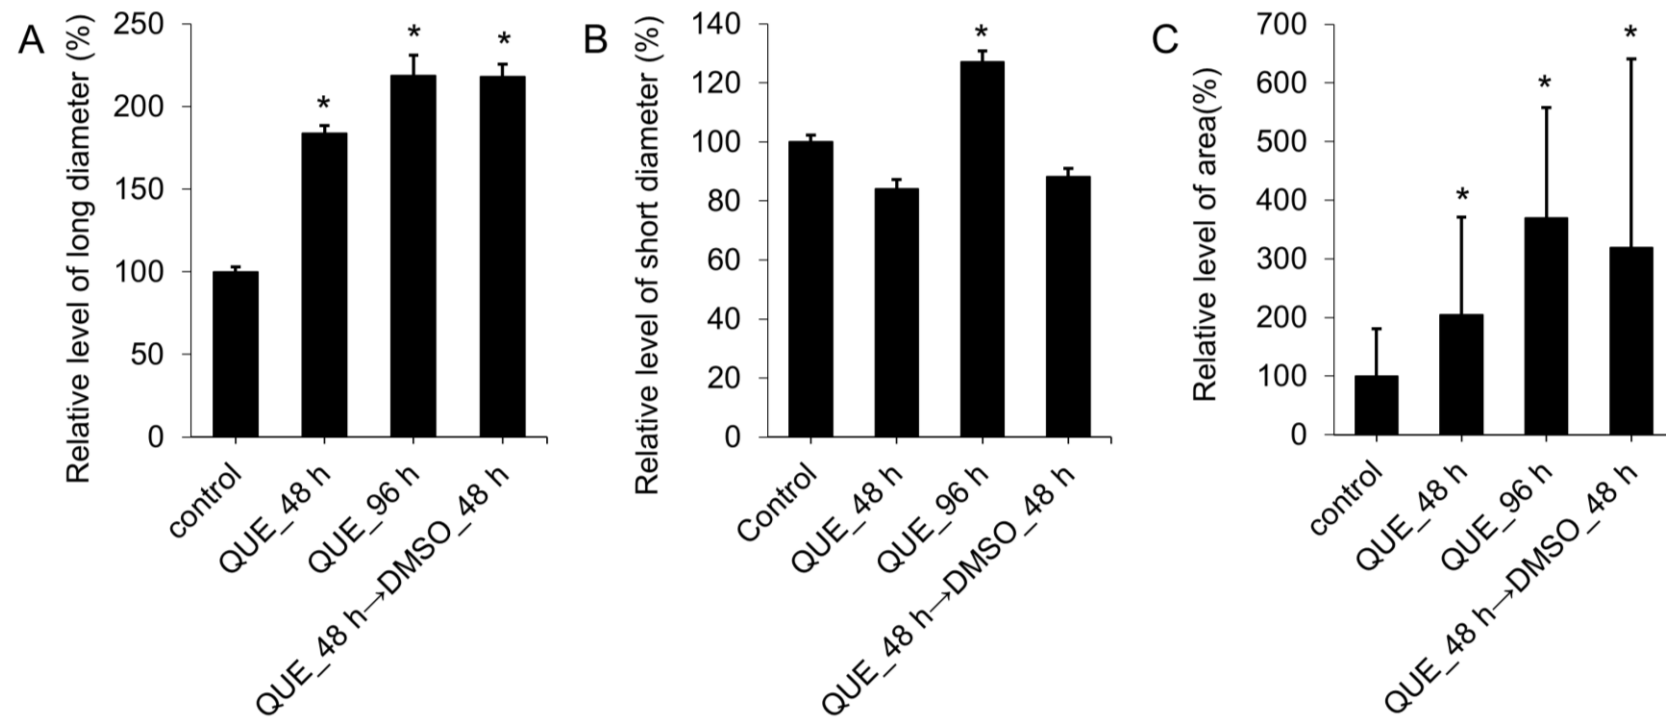 A
Relative level of long diameter (%)
250
200
150
100
50
0
*
*
*
control
QUE_48 h
QUE_96 h
QUE_48 h→DMSO_48 h
B
Relative level of short diameter (%)
140
120
100
80
60
40
20
0
*
Control
QUE_48 h
QUE_96 h
QUE_48 h→DMSO_48 h
C
Relative level of area(%)
700
600
500
400
300
200
100
0
*
*
*
control
QUE_48 h
QUE_96 h
QUE_48 h→DMSO_48 h